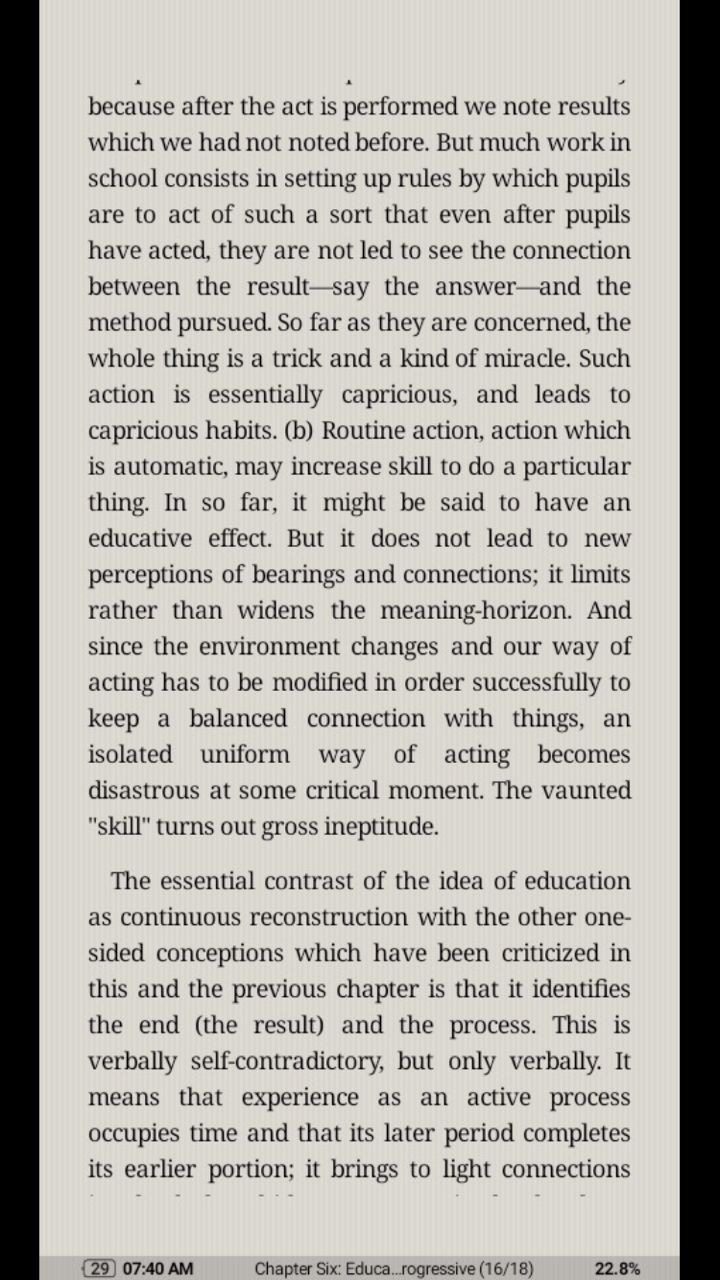 because after the act is performed we note results
which we had not noted before. But much work in
school consists in setting up rules by which pupils
are to act of such a sort that even after pupils
have acted, they are not led to see the connection
between the result—say the answer—and the
method pursued. So far as they are concerned, the
whole thing is a trick and a kind of miracle. Such
action is essentially capricious, and leads to
capricious habits. (b) Routine action, action which
is automatic, may increase skill to do a particular
thing. In so far, it might be said to have an
educative effect. But it does not lead to new
perceptions of bearings and connections; it limits
rather than widens the meaning-horizon. And
since the environment changes and our way of
acting has to be modified in order successfully to
keep a balanced connection with things, an
isolated uniform way of acting becomes
disastrous at some critical moment. The vaunted
"skill" turns out gross ineptitude.
The essential contrast of the idea of education
as continuous reconstruction with the other one-
sided conceptions which have been criticized in
this and the previous chapter is that it identifies
the end (the result) and the process. This is
verbally self-contradictory, but only verbally. It
means that experience as an active process
occupies time and that its later period completes
its earlier portion; it brings to light connections
29 07:40 AM Chapter Six: Educa...rogressive (16/18) 22.8%